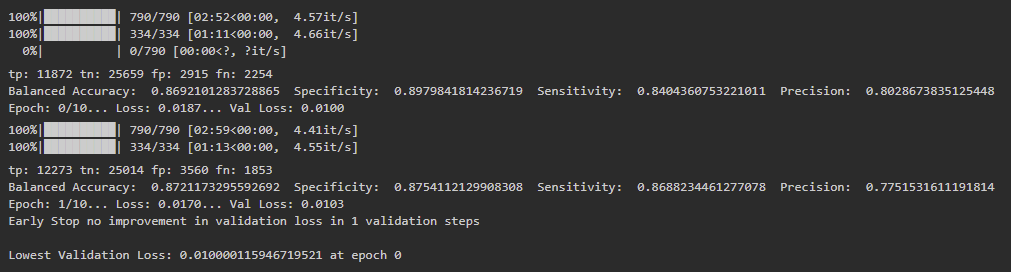 100%|██████████| 790/790 [02:52<00:00,  4.57it/s]
100%|██████████| 334/334 [01:11<00:00,  4.66it/s]
  0%|          | 0/790 [00:00<?, ?it/s]
tp: 11872 tn: 25659 fp: 2915 fn: 2254
Balanced Accuracy:  0.8692101283728865  Specificity:  0.8979841814236719  Sensitivity:  0.8404360753221011  Precision:  0.8028673835125448
Epoch: 0/10... Loss: 0.0187... Val Loss: 0.0100
100%|██████████| 790/790 [02:59<00:00,  4.41it/s]
100%|██████████| 334/334 [01:13<00:00,  4.55it/s]
tp: 12273 tn: 25014 fp: 3560 fn: 1853
Balanced Accuracy:  0.8721173295592692  Specificity:  0.8754112129908308  Sensitivity:  0.8688234461277078  Precision:  0.7751531611191814
Epoch: 1/10... Loss: 0.0170... Val Loss: 0.0103
Early Stop no improvement in validation loss in 1 validation steps
Lowest Validation Loss: 0.010000115946719521 at epoch 0